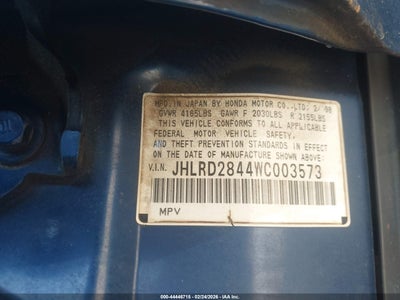 MFD. IN JAPAN BY HONDA MOTOR CO., LTD: 2/98
GVWR 4165LBS GAWR F 2030LBS R 2155LBS
THIS VEHICLE CONFORMS TO ALL APPLICABLE
FEDERAL MOTOR VEHICLE SAFETY,
AND THEFT PREVENTION STANDARDS IN EFFECT
ON THE DATE OF MANUFACTURE SHOWN ABOVE:
V.I.N. JHLRD2844WC003573
MPV
000-44446715 - 02/24/2026 - IAA Inc.